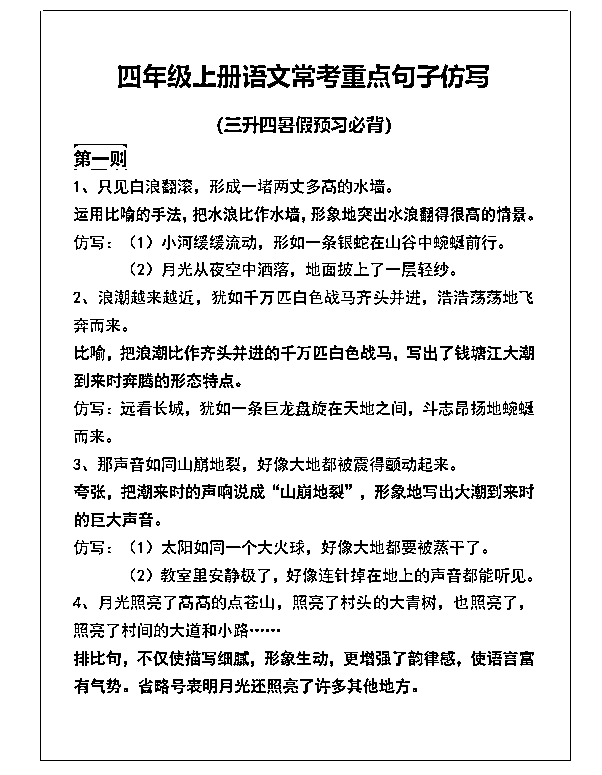 四年级上册语文常考重点句子仿写
（三升四暑假预习必背）
第一则
1、只见白浪翻滚，形成一堵两丈多高的水墙。
运用比喻的手法，把水浪比作水墙，形象地突出水浪翻得很高的情景。
仿写：（1）小河缓缓流动，形如一条银蛇在山谷中蜿蜒前行。
（2）月光从夜空中洒落，地面披上了一层轻纱。
2、浪潮越来越近，犹如千万匹白色战马齐头并进，浩浩荡荡地飞
奔而来。
比喻，把浪潮比作齐头并进的千万匹白色战马，写出了钱塘江大潮
到来时奔腾的形态特点。
仿写：远看长城，犹如一条巨龙盘旋在天地之间，斗志昂扬地蜿蜒
而来。
3、那声音如同山崩地裂，好像大地都被震得颤动起来。
夸张，把潮来时的声响说成“山崩地裂”，形象地写出大潮到来时
的巨大声音。
仿写：（1）太阳如同一个大火球，好像大地都要被蒸干了。
（2）教室里安静极了，好像连针掉在地上的声音都能听见。
4、月光照亮了高高的点苍山，照亮了村头的大青树，也照亮了，
照亮了村间的大道和小路……
排比句，不仅使描写细腻，形象生动，更增强了韵律感，使语言富
有气势。省略号表明月光还照亮了许多其他地方。